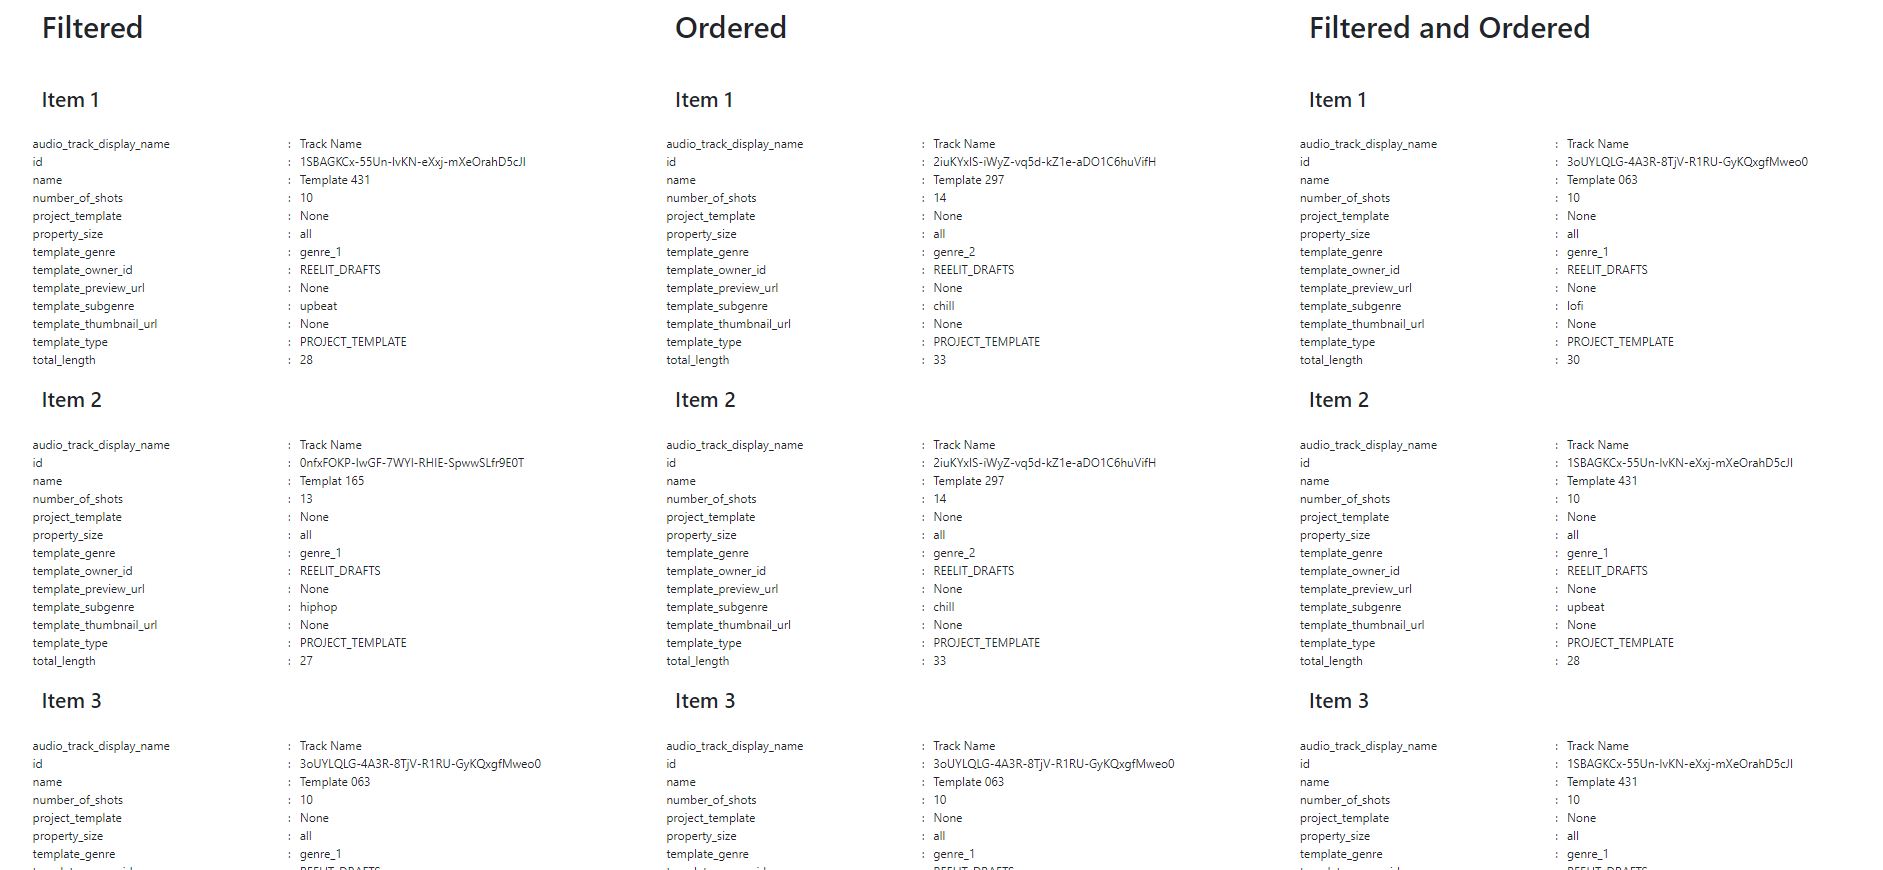 Filtered
Item 1
audio_track_display_name : Track Name
id : 1SBAGKCx-55Un-IvKN-eXxj-mXeOrahD5cJI
name : Template 431
number_of_shots : 10
project_template : None
property_size : all
template_genre : genre_1
template_owner_id : REELIT_DRAFTS
template_preview_url : None
template_subgenre : upbeat
template_thumbnail_url : None
template_type : PROJECT_TEMPLATE
total_length : 28
Item 2
audio_track_display_name : Track Name
id : 0nfxFOKP-IwGF-7WYI-RHIE-SpwwSLfr9E0T
name : Templat 165
number_of_shots : 13
project_template : None
property_size : all
template_genre : genre_1
template_owner_id : REELIT_DRAFTS
template_preview_url : None
template_subgenre : hiphop
template_thumbnail_url : None
template_type : PROJECT_TEMPLATE
total_length : 27
Item 3
audio_track_display_name : Track Name
id : 3oUYLQLG-4A3R-8TjV-R1RU-GyKQxgfMweo0
name : Template 063
number_of_shots : 10
project_template : None
property_size : all
template_genre : genre_1
Ordered
Item 1
audio_track_display_name : Track Name
id : 2iuKYxIS-iWyZ-vq5d-kZ1e-aDO1C6huVifH
name : Template 297
number_of_shots : 14
project_template : None
property_size : all
template_genre : genre_2
template_owner_id : REELIT_DRAFTS
template_preview_url : None
template_subgenre : chill
template_thumbnail_url : None
template_type : PROJECT_TEMPLATE
total_length : 33
Item 2
audio_track_display_name : Track Name
id : 2iuKYxIS-iWyZ-vq5d-kZ1e-aDO1C6huVifH
name : Template 297
number_of_shots : 14
project_template : None
property_size : all
template_genre : genre_2
template_owner_id : REELIT_DRAFTS
template_preview_url : None
template_subgenre : chill
template_thumbnail_url : None
template_type : PROJECT_TEMPLATE
total_length : 33
Item 3
audio_track_display_name : Track Name
id : 3oUYLQLG-4A3R-8TjV-R1RU-GyKQxgfMweo0
name : Template 063
number_of_shots : 10
project_template : None
property_size : all
template_genre : genre_1
Filtered and Ordered
Item 1
audio_track_display_name : Track Name
id : 3oUYLQLG-4A3R-8TjV-R1RU-GyKQxgfMweo0
name : Template 063
number_of_shots : 10
project_template : None
property_size : all
template_genre : genre_1
template_owner_id : REELIT_DRAFTS
template_preview_url : None
template_subgenre : lofi
template_thumbnail_url : None
template_type : PROJECT_TEMPLATE
total_length : 30
Item 2
audio_track_display_name : Track Name
id : 1SBAGKCx-55Un-IvKN-eXxj-mXeOrahD5cJI
name : Template 431
number_of_shots : 10
project_template : None
property_size : all
template_genre : genre_1
template_owner_id : REELIT_DRAFTS
template_preview_url : None
template_subgenre : upbeat
template_thumbnail_url : None
template_type : PROJECT_TEMPLATE
total_length : 28
Item 3
audio_track_display_name : Track Name
id : 1SBAGKCx-55Un-IvKN-eXxj-mXeOrahD5cJI
name : Template 431
number_of_shots : 10
project_template : None
property_size : all
template_genre : genre_1